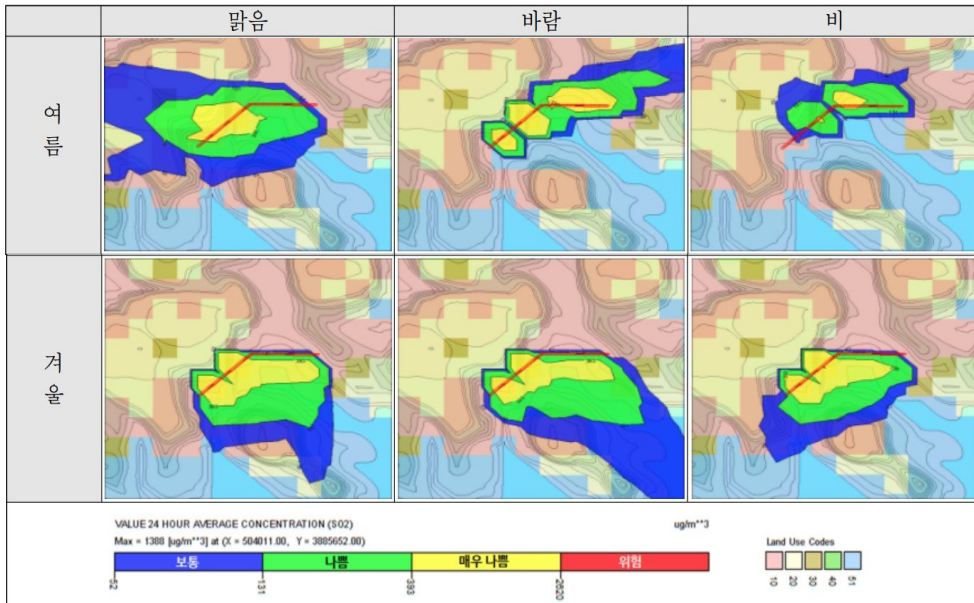 맑음 바람 비
여름
겨울
VALUE 24 HOUR AVERAGE CONCENTRATION (SO2) ug/m**3
Max = 1388 [ug/m**3] at (X = 504011.00, Y = 3885652.00)
보통 나쁨 매우 나쁨 위험
52 131 393 2620
Land Use Codes
10 20 30 40 51